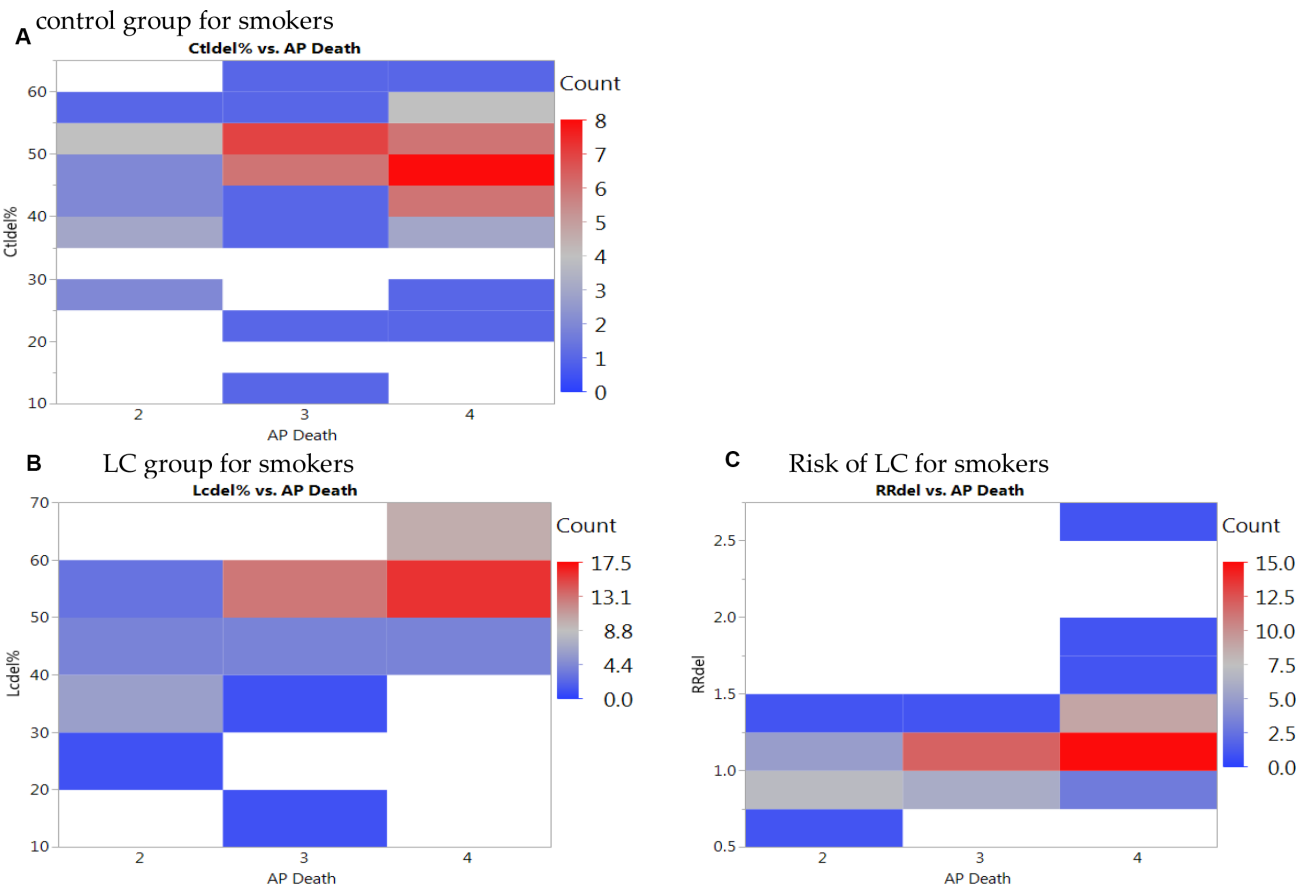 control group for smokers
A
Ctldel% vs. AP Death
Count
60
50
40
30
20
10
Ctldel%
2 3 4
AP Death
8
7
6
5
4
3
2
1
0
B LC group for smokers
Lcdel% vs. AP Death
Count
70
60
50
40
30
20
10
Lcdel%
2 3 4
AP Death
17.5
13.1
8.8
4.4
0.0
C Risk of LC for smokers
RRdel vs. AP Death
Count
2.5
2.0
1.5
1.0
0.5
RRdel
2 3 4
AP Death
15.0
12.5
10.0
7.5
5.0
2.5
0.0